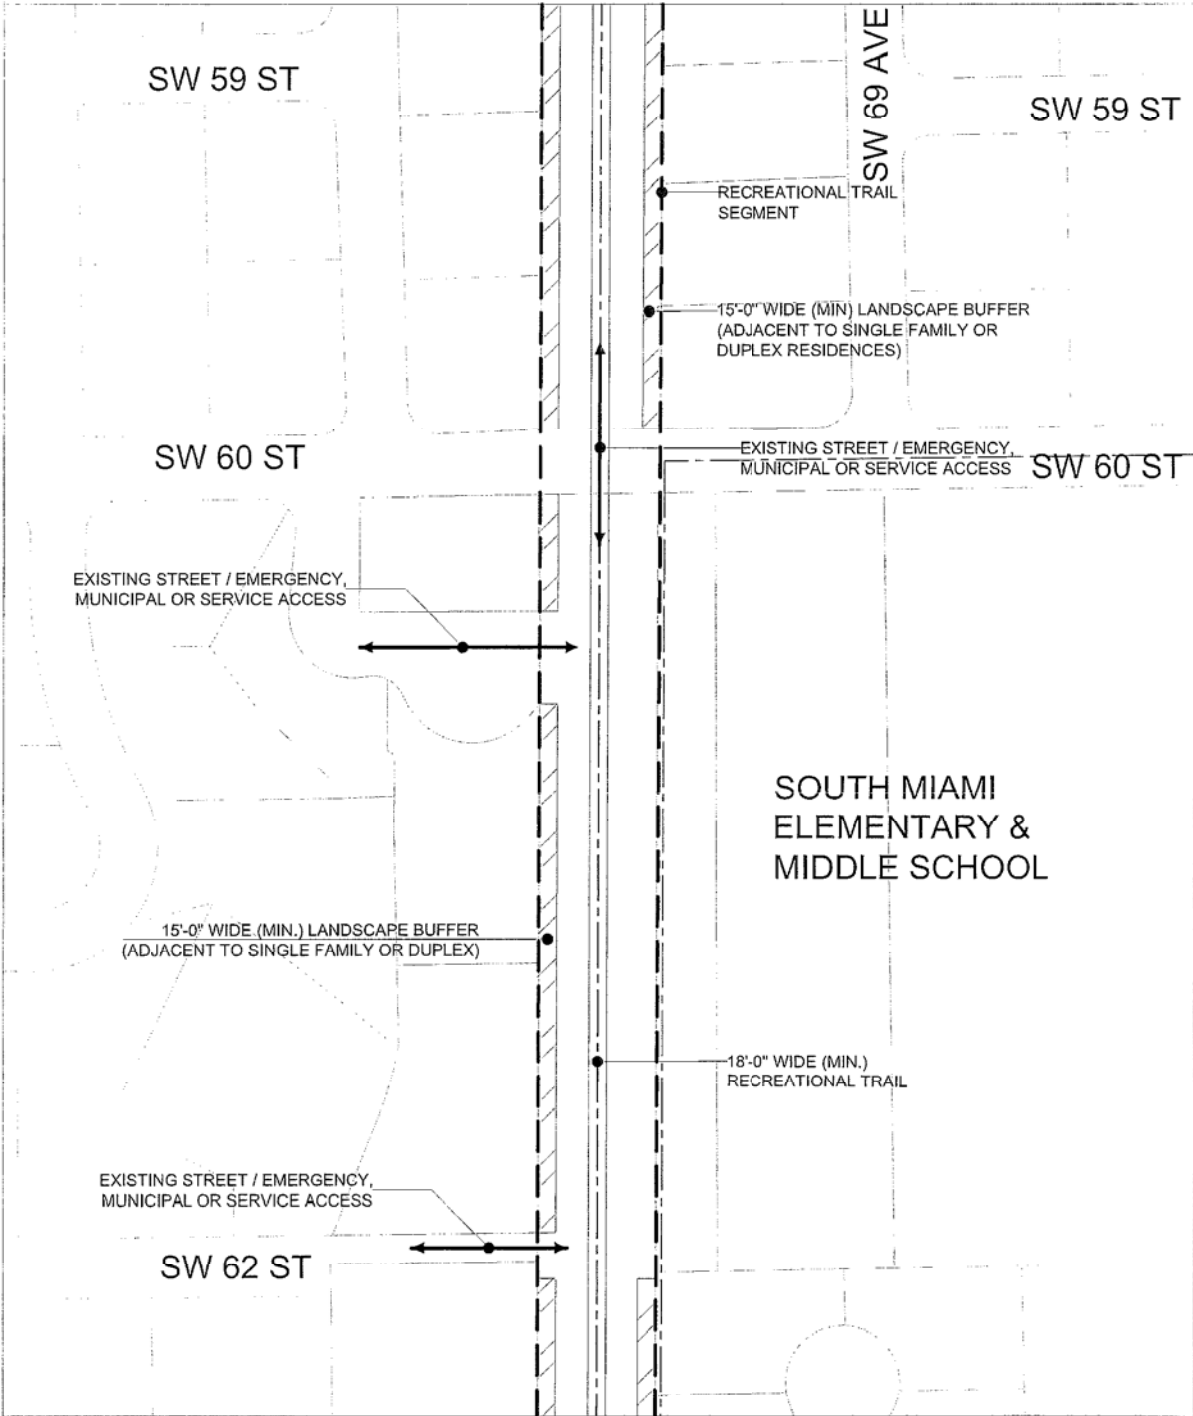 SW 59 ST
SW 69 AVE
SW 59 ST
RECREATIONAL TRAIL
SEGMENT
15'-0" WIDE (MIN) LANDSCAPE BUFFER
(ADJACENT TO SINGLE FAMILY OR
DUPLEX RESIDENCES)
SW 60 ST
EXISTING STREET / EMERGENCY,
MUNICIPAL OR SERVICE ACCESS
SW 60 ST
EXISTING STREET / EMERGENCY,
MUNICIPAL OR SERVICE ACCESS
SOUTH MIAMI
ELEMENTARY &
MIDDLE SCHOOL
15'-0" WIDE (MIN.) LANDSCAPE BUFFER
(ADJACENT TO SINGLE FAMILY OR DUPLEX)
18'-0" WIDE (MIN.)
RECREATIONAL TRAIL
EXISTING STREET / EMERGENCY,
MUNICIPAL OR SERVICE ACCESS
SW 62 ST